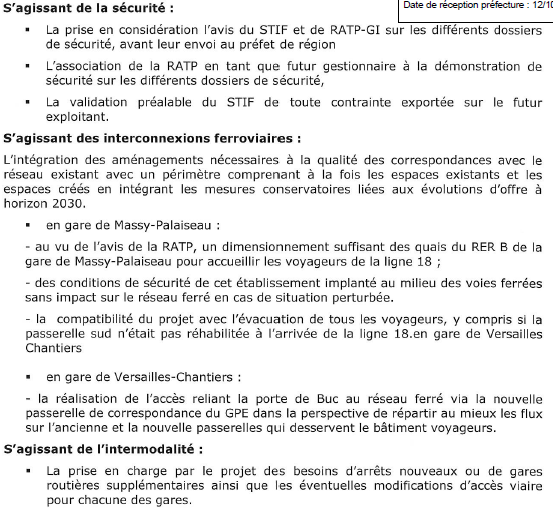 Date de réception préfecture : 12/10
S'agissant de la sécurité :
▪ La prise en considération l'avis du STIF et de RATP-GI sur les différents dossiers
de sécurité, avant leur envoi au préfet de région
▪ L'association de la RATP en tant que futur gestionnaire à la démonstration de
sécurité sur les différents dossiers de sécurité,
▪ La validation préalable du STIF de toute contrainte exportée sur le futur
exploitant.
S'agissant des interconnexions ferroviaires :
L'intégration des aménagements nécessaires à la qualité des correspondances avec le
réseau existant avec un périmètre comprenant à la fois les espaces existants et les
espaces créés en intégrant les mesures conservatoires liées aux évolutions d'offre à
horizon 2030.
▪ en gare de Massy-Palaiseau :
- au vu de l'avis de la RATP, un dimensionnement suffisant des quais du RER B de la
gare de Massy-Palaiseau pour accueillir les voyageurs de la ligne 18 ;
- des conditions de sécurité de cet établissement implanté au milieu des voies ferrées
sans impact sur le réseau ferré en cas de situation perturbée.
- la compatibilité du projet avec l'évacuation de tous les voyageurs, y compris si la
passerelle sud n'était pas réhabilitée à l'arrivée de la ligne 18.en gare de Versailles
Chantiers
▪ en gare de Versailles-Chantiers :
- la réalisation de l'accès reliant la porte de Buc au réseau ferré via la nouvelle
passerelle de correspondance du GPE dans la perspective de répartir au mieux les flux
sur l'ancienne et la nouvelle passerelles qui desservent le bâtiment voyageurs.
S'agissant de l'intermodalité :
▪ La prise en charge par le projet des besoins d'arrêts nouveaux ou de gares
routières supplémentaires ainsi que les éventuelles modifications d'accès viaire
pour chacune des gares.